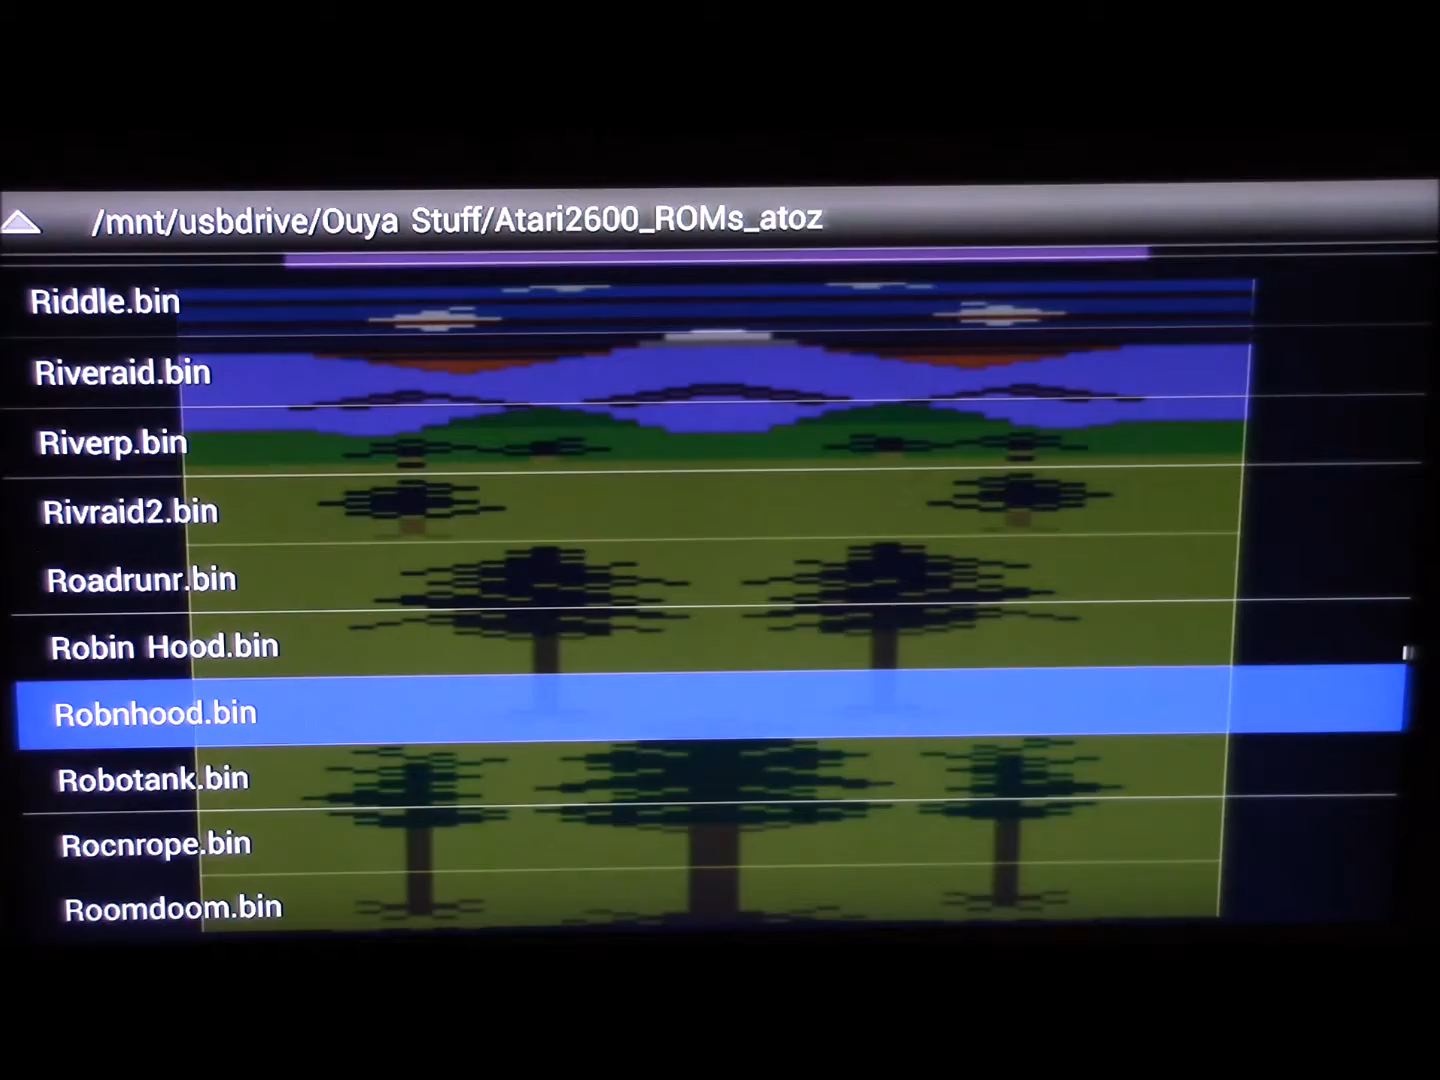 /mnt/usbdrive/Ouya Stuff/Atari2600_ROMs_atoz
Riddle.bin
Riveraid.bin
Riverp.bin
Rivraid2.bin
Roadrunr.bin
Robin Hood.bin
Robnhood.bin
Robotank.bin
Rocnrope.bin
Roomdoom.bin